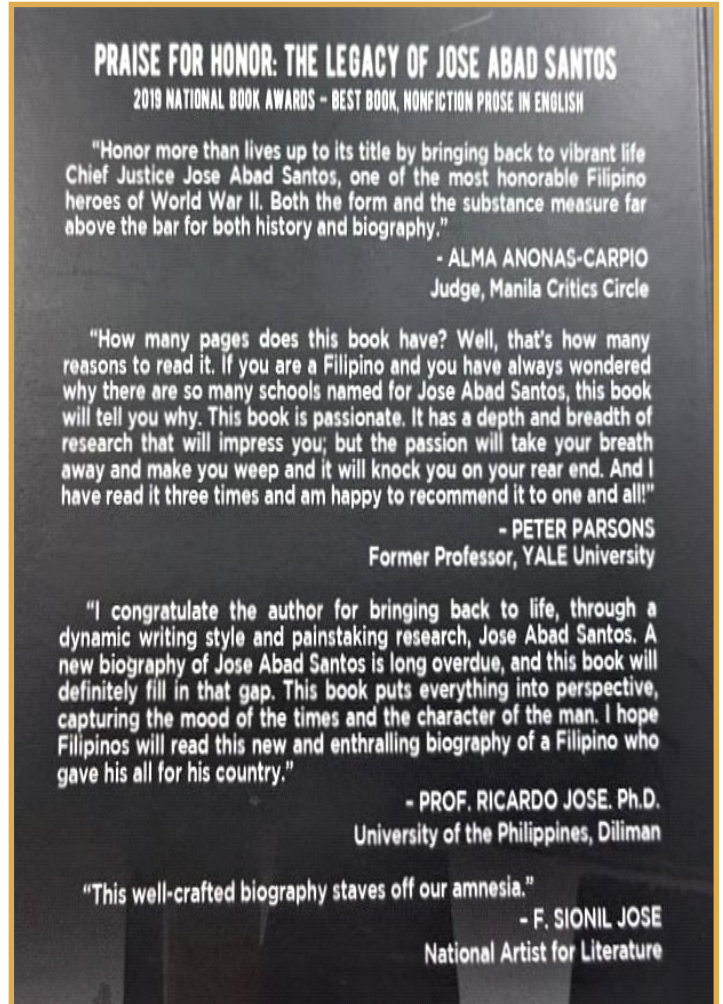 PRAISE FOR HONOR: THE LEGACY OF JOSE ABAD SANTOS
2019 NATIONAL BOOK AWARDS - BEST BOOK, NONFICTION PROSE IN ENGLISH
"Honor more than lives up to its title by bringing back to vibrant life
Chief Justice Jose Abad Santos, one of the most honorable Filipino
heroes of World War II. Both the form and the substance measure far
above the bar for both history and biography."
- ALMA ANONAS-CARPIO
Judge, Manila Critics Circle
"How many pages does this book have? Well, that's how many
reasons to read it. If you are a Filipino and you have always wondered
why there are so many schools named for Jose Abad Santos, this book
will tell you why. This book is passionate. It has a depth and breadth of
research that will impress you; but the passion will take your breath
away and make you weep and it will knock you on your rear end. And I
have read it three times and am happy to recommend it to one and all!"
- PETER PARSONS
Former Professor, YALE University
"I congratulate the author for bringing back to life, through a
dynamic writing style and painstaking research, Jose Abad Santos. A
new biography of Jose Abad Santos is long overdue, and this book will
definitely fill in that gap. This book puts everything into perspective,
capturing the mood of the times and the character of the man. I hope
Filipinos will read this new and enthralling biography of a Filipino who
gave his all for his country."
- PROF. RICARDO JOSE. Ph.D.
University of the Philippines, Diliman
"This well-crafted biography staves off our amnesia."
- F. SIONIL JOSE
National Artist for Literature